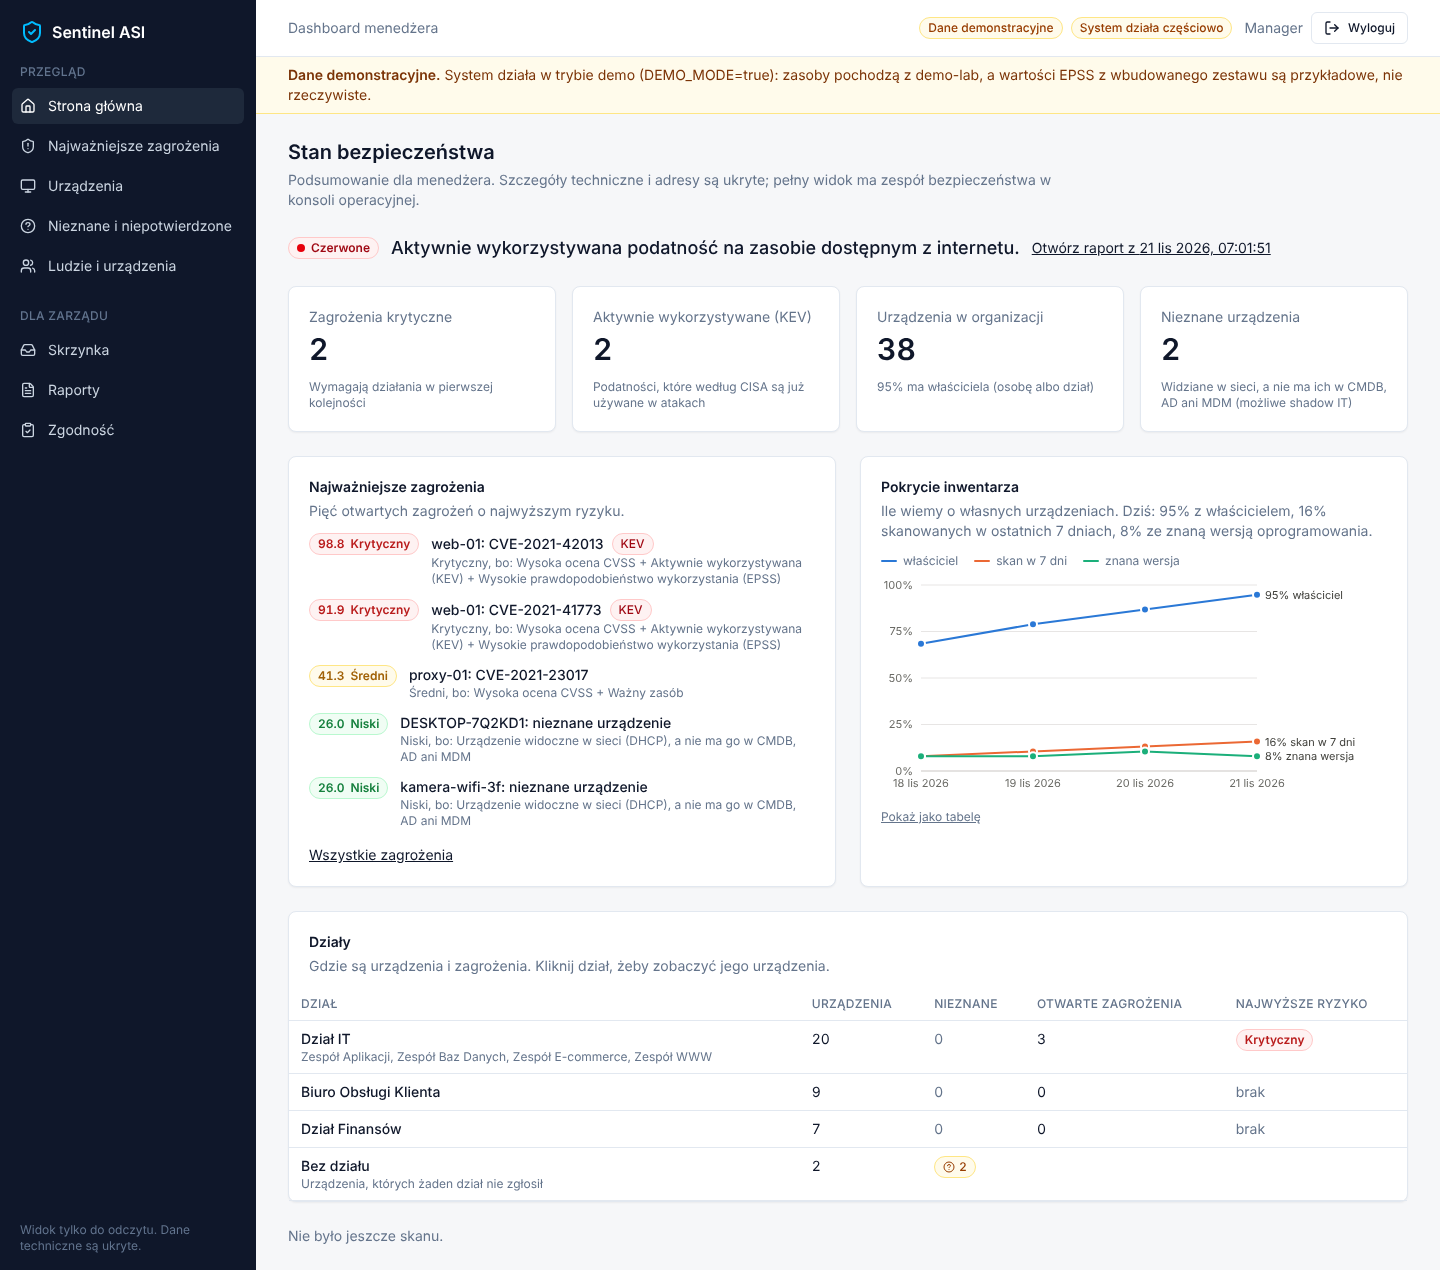 Sentinel ASI
PRZEGLĄD
Strona główna
Najważniejsze zagrożenia
Urządzenia
Nieznane i niepotwierdzone
Ludzie i urządzenia
DLA ZARZĄDU
Skrzynka
Raporty
Zgodność
Widok tylko do odczytu. Dane
techniczne są ukryte.
Dashboard menedżera
Dane demonstracyjne
System działa częściowo
Manager
Wyloguj
Dane demonstracyjne. System działa w trybie demo (DEMO_MODE=true): zasoby pochodzą z demo-lab, a wartości EPSS z wbudowanego zestawu są przykładowe, nie
rzeczywiste.
Stan bezpieczeństwa
Podsumowanie dla menedżera. Szczegóły techniczne i adresy są ukryte; pełny widok ma zespół bezpieczeństwa w
konsoli operacyjnej.
Czerwone Aktywnie wykorzystywana podatność na zasobie dostępnym z internetu. Otwórz raport z 21 lis 2026, 07:01:51
Zagrożenia krytyczne
2
Wymagają działania w pierwszej
kolejności
Aktywnie wykorzystywane (KEV)
2
Podatności, które według CISA są już
używane w atakach
Urządzenia w organizacji
38
95% ma właściciela (osobę albo dział)
Nieznane urządzenia
2
Widziane w sieci, a nie ma ich w CMDB,
AD ani MDM (możliwe shadow IT)
Najważniejsze zagrożenia
Pięć otwartych zagrożeń o najwyższym ryzyku.
98.8 Krytyczny web-01: CVE-2021-42013 KEV
Krytyczny, bo: Wysoka ocena CVSS + Aktywnie wykorzystywana
(KEV) + Wysokie prawdopodobieństwo wykorzystania (EPSS)
91.9 Krytyczny web-01: CVE-2021-41773 KEV
Krytyczny, bo: Wysoka ocena CVSS + Aktywnie wykorzystywana
(KEV) + Wysokie prawdopodobieństwo wykorzystania (EPSS)
41.3 Średni proxy-01: CVE-2021-23017
Średni, bo: Wysoka ocena CVSS + Ważny zasób
26.0 Niski DESKTOP-7Q2KD1: nieznane urządzenie
Niski, bo: Urządzenie widoczne w sieci (DHCP), a nie ma go w CMDB,
AD ani MDM
26.0 Niski kamera-wifi-3f: nieznane urządzenie
Niski, bo: Urządzenie widoczne w sieci (DHCP), a nie ma go w CMDB,
AD ani MDM
Wszystkie zagrożenia
Pokrycie inwentarza
Ile wiemy o własnych urządzeniach. Dziś: 95% z właścicielem, 16%
skanowanych w ostatnich 7 dniach, 8% ze znaną wersją oprogramowania.
właściciel skan w 7 dni znana wersja
100%
75%
50%
25%
0%
95% właściciel
16% skan w 7 dni
8% znana wersja
18 lis 2026 19 lis 2026 20 lis 2026 21 lis 2026
Pokaż jako tabelę
Działy
Gdzie są urządzenia i zagrożenia. Kliknij dział, żeby zobaczyć jego urządzenia.
DZIAŁ URZĄDZENIA NIEZNANE OTWARTE ZAGROŻENIA NAJWYŻSZE RYZYKO
Dział IT 20 0 3 Krytyczny
Zespół Aplikacji, Zespół Baz Danych, Zespół E-commerce, Zespół WWW
Biuro Obsługi Klienta 9 0 0 brak
Dział Finansów 7 0 0 brak
Bez działu 2 2
Urządzenia, których żaden dział nie zgłosił
Nie było jeszcze skanu.